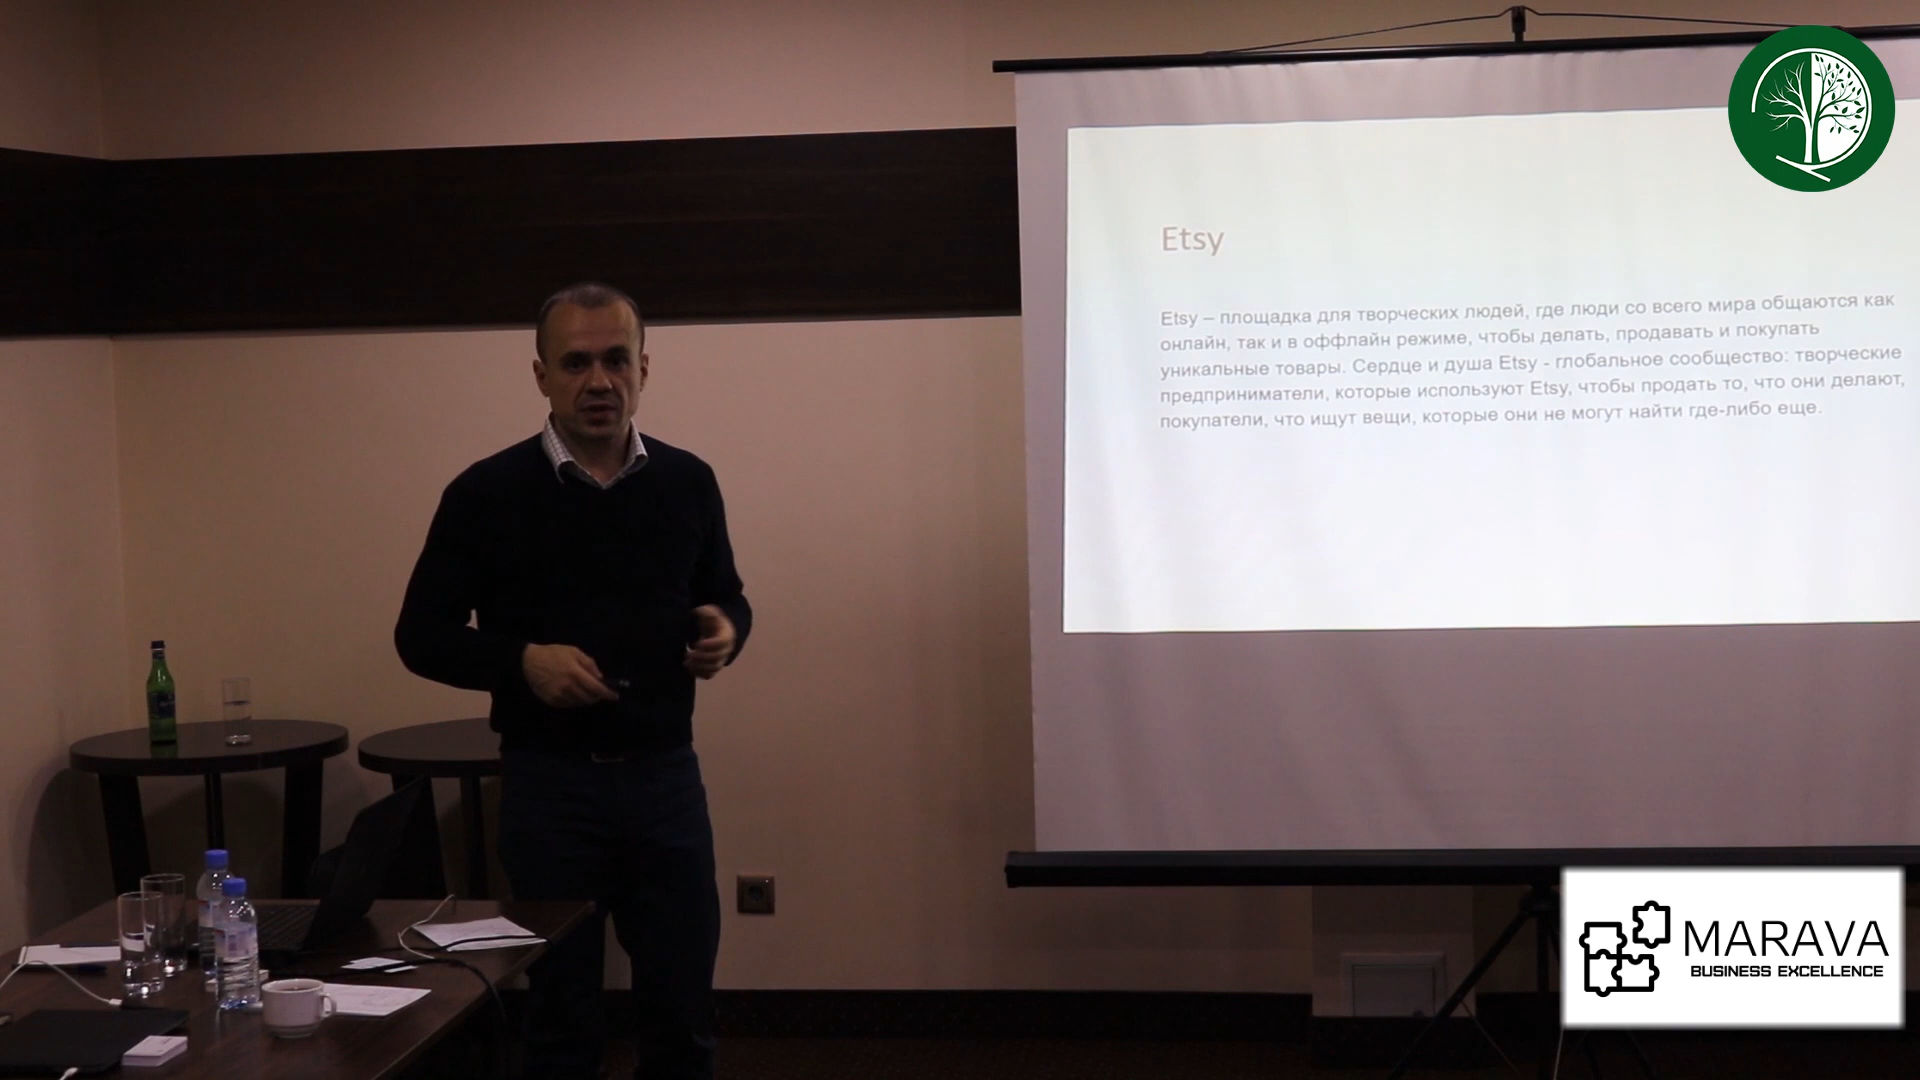 Etsy
Etsy – площадка для творческих людей, где люди со всего мира общаются как
онлайн, так и в оффлайн режиме, чтобы делать, продавать и покупать
уникальные товары. Сердце и душа Etsy - глобальное сообщество: творческие
предприниматели, которые используют Etsy, чтобы продать то, что они делают,
покупатели, что ищут вещи, которые они не могут найти где-либо еще.
MARAVA
BUSINESS EXCELLENCE